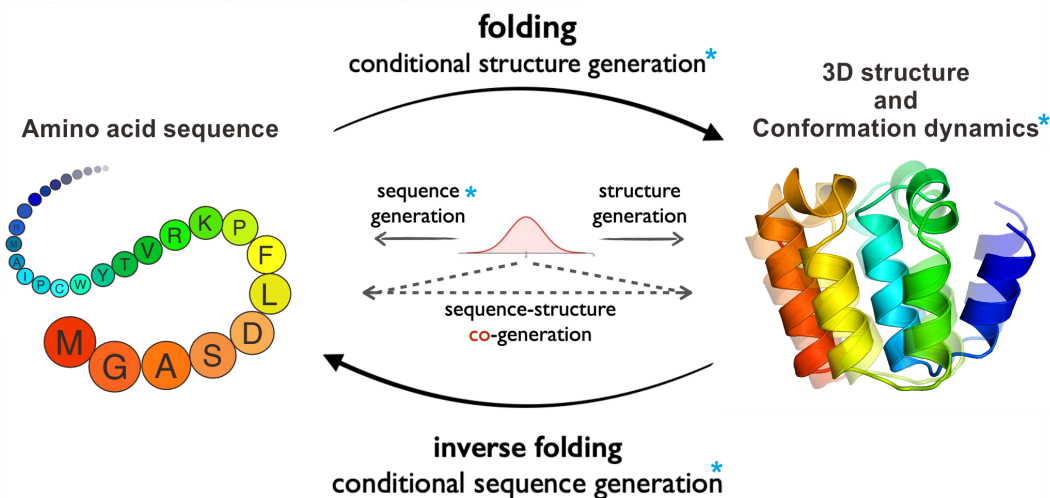 folding
conditional structure generation*
3D structure
and
Conformation dynamics*
Amino acid sequence
sequence *
generation
structure
generation
sequence-structure
co-generation
M G A S D L F P K R V T Y W C P I A M R
inverse folding
conditional sequence generation*